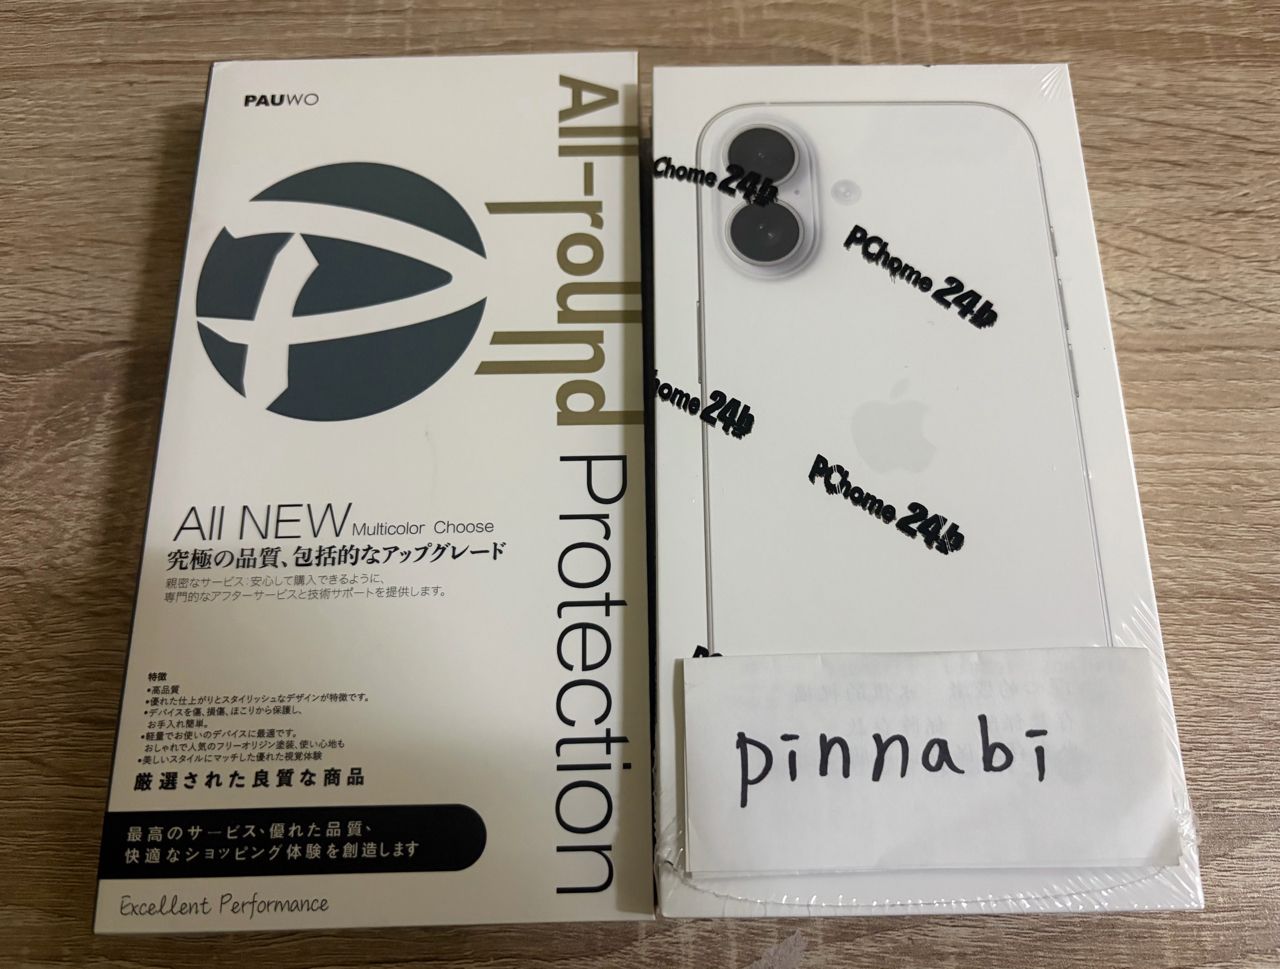 PAUWO
All-round Protection
All NEW Multicolor Choose
究極の品質、包括的なアップグレード
親密なサービス:安心して購入できるように、
専門的なアフターサービスと技術サポートを提供します。
特徴
•高品質
•優れた仕上がりとスタイリッシュなデザインが特徴です。
•デバイスを傷、損傷、ほこりから保護し、
お手入れ簡単。
•軽量でお使いのデバイスに最適です。
おしゃれで人気のフリーオリジン塗装、使い心地も
•美しいスタイルにマッチした優れた視覚体験
厳選された良質な商品
最高のサービス、優れた品質、
快適なショッピング体験を創造します
Excellent Performance
PChome 24h
PChome 24h
home 24h
PChome 24h
pinnabi